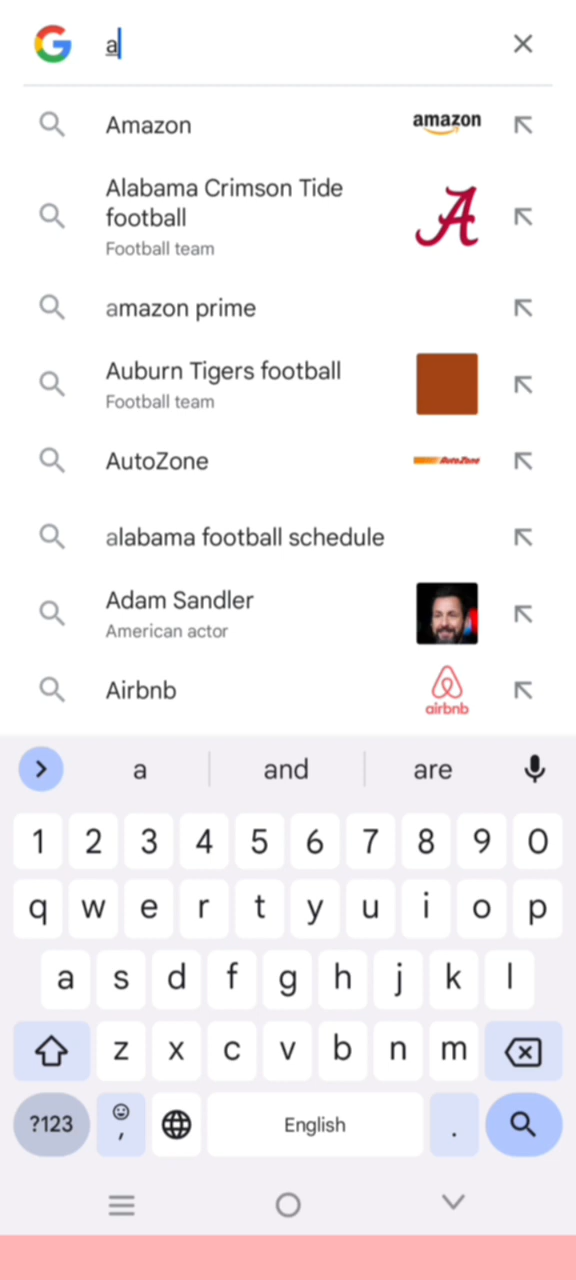 a
Amazon
amazon
Alabama Crimson Tide
football
Football team
A
amazon prime
Auburn Tigers football
Football team
AutoZone
AutoZone
alabama football schedule
Adam Sandler
American actor
Airbnb
airbnb
a and are
1 2 3 4 5 6 7 8 9 0
q w e r t y u i o p
a s d f g h j k l
z x c v b n m
?123 , English .